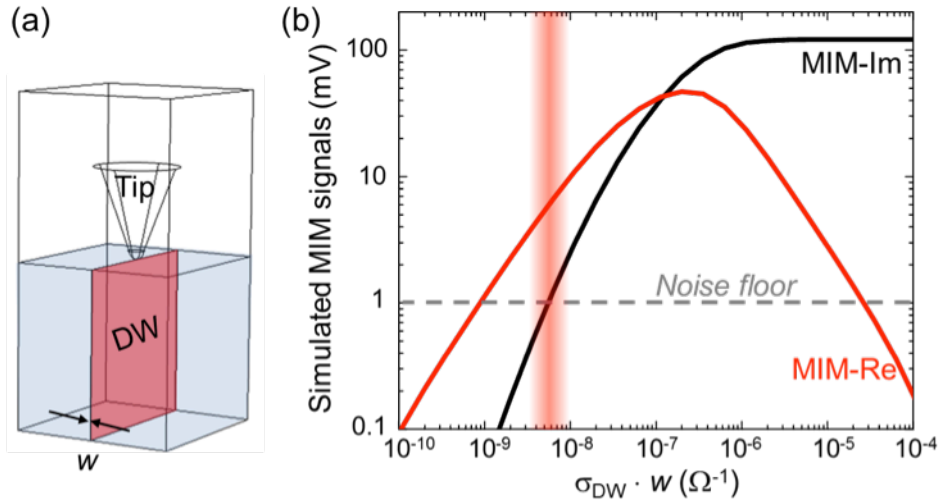 (a)
Tip
DW
w
(b)
Simulated MIM signals (mV)
100
10
1
0.1
MIM-Im
Noise floor
MIM-Re
10⁻¹⁰ 10⁻⁹ 10⁻⁸ 10⁻⁷ 10⁻⁶ 10⁻⁵ 10⁻⁴
σDW · w (Ω⁻¹)